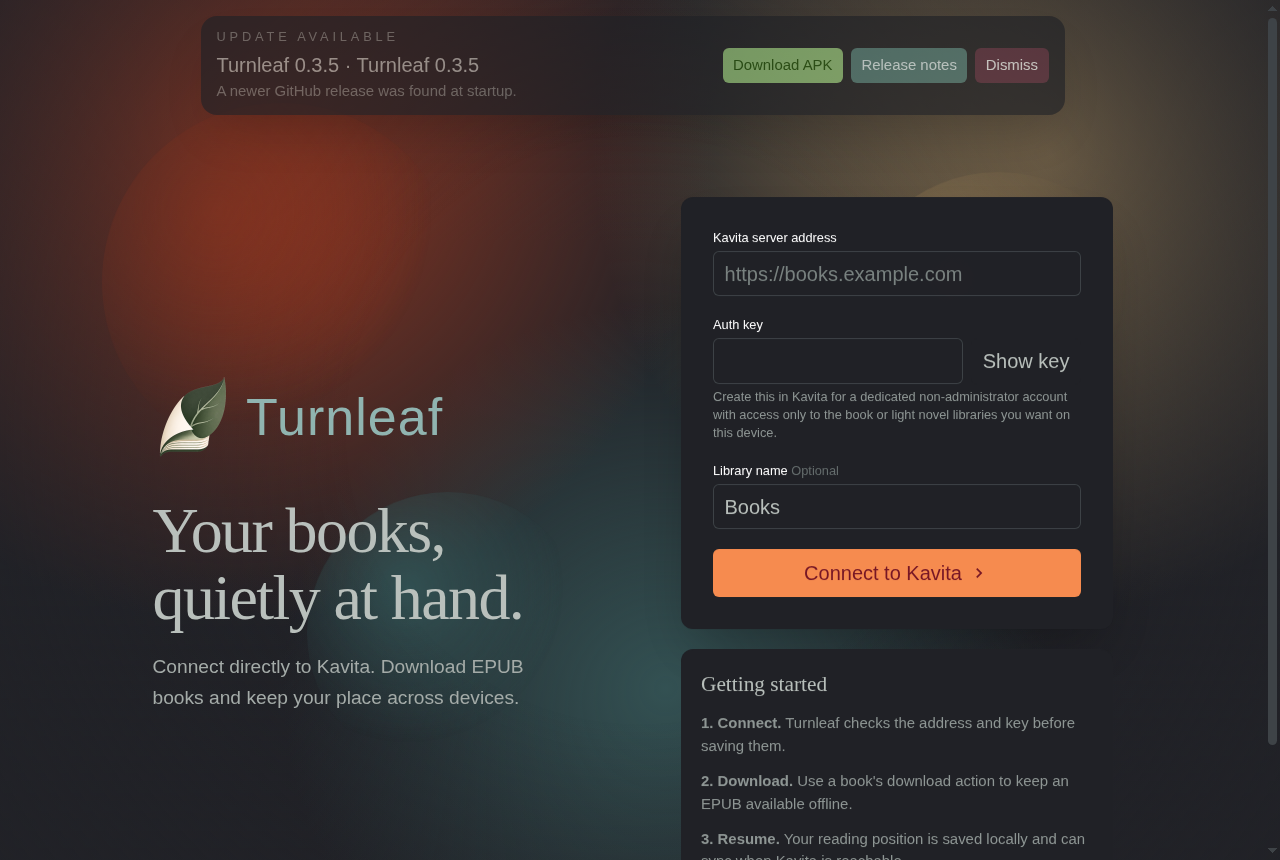 UPDATE AVAILABLE
Turnleaf 0.3.5 · Turnleaf 0.3.5
A newer GitHub release was found at startup.
Download APK
Release notes
Dismiss
Turnleaf
Your books,
quietly at hand.
Connect directly to Kavita. Download EPUB
books and keep your place across devices.
Kavita server address
https://books.example.com
Auth key
Show key
Create this in Kavita for a dedicated non-administrator account
with access only to the book or light novel libraries you want on
this device.
Library name Optional
Books
Connect to Kavita
Getting started
1. Connect. Turnleaf checks the address and key before
saving them.
2. Download. Use a book's download action to keep an
EPUB available offline.
3. Resume. Your reading position is saved locally and can
sync when Kavita is reachable.